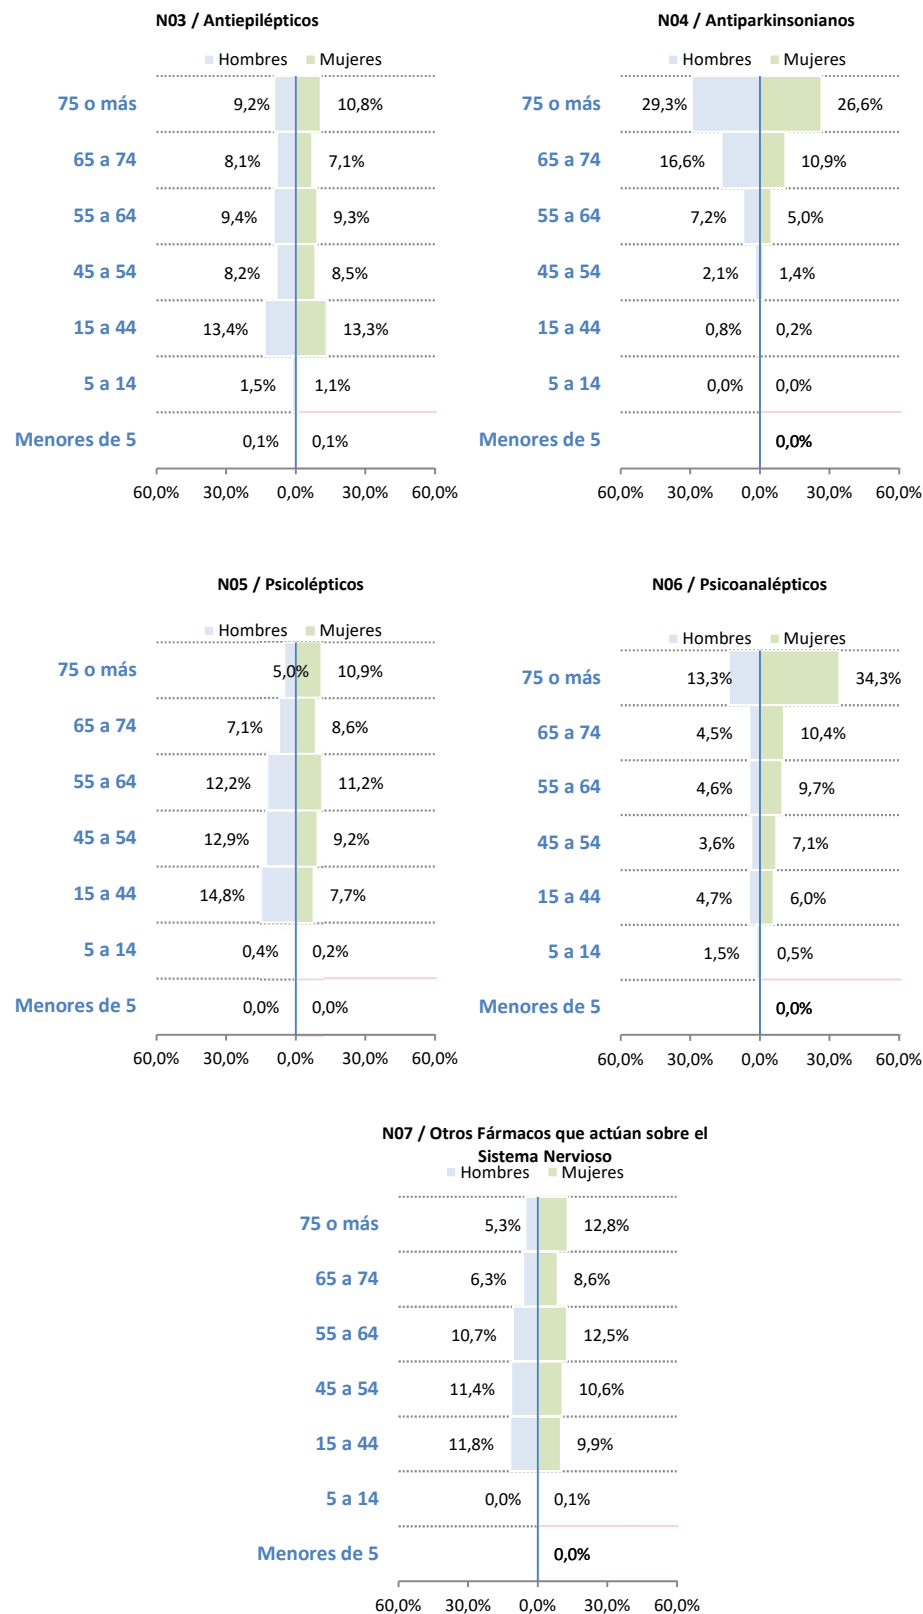 N03 / Antiepilépticos
Hombres Mujeres
75 o más 9,2% 10,8%
65 a 74 8,1% 7,1%
55 a 64 9,4% 9,3%
45 a 54 8,2% 8,5%
15 a 44 13,4% 13,3%
5 a 14 1,5% 1,1%
Menores de 5 0,1% 0,1%
60,0% 30,0% 0,0% 30,0% 60,0%
N04 / Antiparkinsonianos
Hombres Mujeres
75 o más 29,3% 26,6%
65 a 74 16,6% 10,9%
55 a 64 7,2% 5,0%
45 a 54 2,1% 1,4%
15 a 44 0,8% 0,2%
5 a 14 0,0% 0,0%
Menores de 5 0,0%
60,0% 30,0% 0,0% 30,0% 60,0%
N05 / Psicolépticos
Hombres Mujeres
75 o más 5,0% 10,9%
65 a 74 7,1% 8,6%
55 a 64 12,2% 11,2%
45 a 54 12,9% 9,2%
15 a 44 14,8% 7,7%
5 a 14 0,4% 0,2%
Menores de 5 0,0% 0,0%
60,0% 30,0% 0,0% 30,0% 60,0%
N06 / Psicoanalépticos
Hombres Mujeres
75 o más 13,3% 34,3%
65 a 74 4,5% 10,4%
55 a 64 4,6% 9,7%
45 a 54 3,6% 7,1%
15 a 44 4,7% 6,0%
5 a 14 1,5% 0,5%
Menores de 5 0,0%
60,0% 30,0% 0,0% 30,0% 60,0%
N07 / Otros Fármacos que actúan sobre el
Sistema Nervioso
Hombres Mujeres
75 o más 5,3% 12,8%
65 a 74 6,3% 8,6%
55 a 64 10,7% 12,5%
45 a 54 11,4% 10,6%
15 a 44 11,8% 9,9%
5 a 14 0,0% 0,1%
Menores de 5 0,0%
60,0% 30,0% 0,0% 30,0% 60,0%